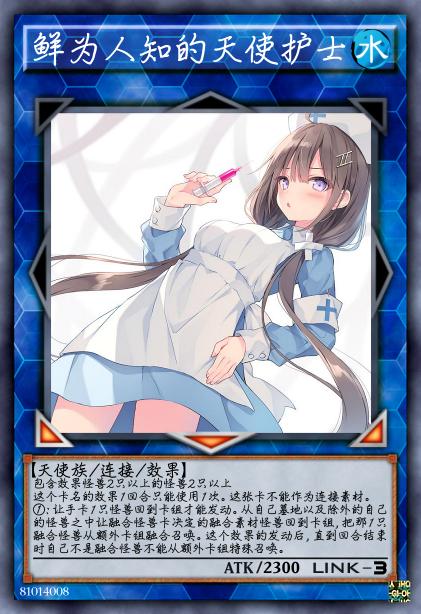 鲜为人知的天使护士 水
【天使族/连接/效果】
包含效果怪兽2只以上的怪兽2只以上
这个卡名的效果1回合只能使用1次。这张卡不能作为连接素材。
①:让手卡1只怪兽回到卡组才能发动。从自己墓地以及除外的自己
的怪兽之中让融合怪兽卡决定的融合素材怪兽回到卡组,把那1只
融合怪兽从额外卡组融合召唤。这个效果的发动后,直到回合结束
时自己不是融合怪兽不能从额外卡组特殊召唤。
ATK/2300 LINK-3
81014008